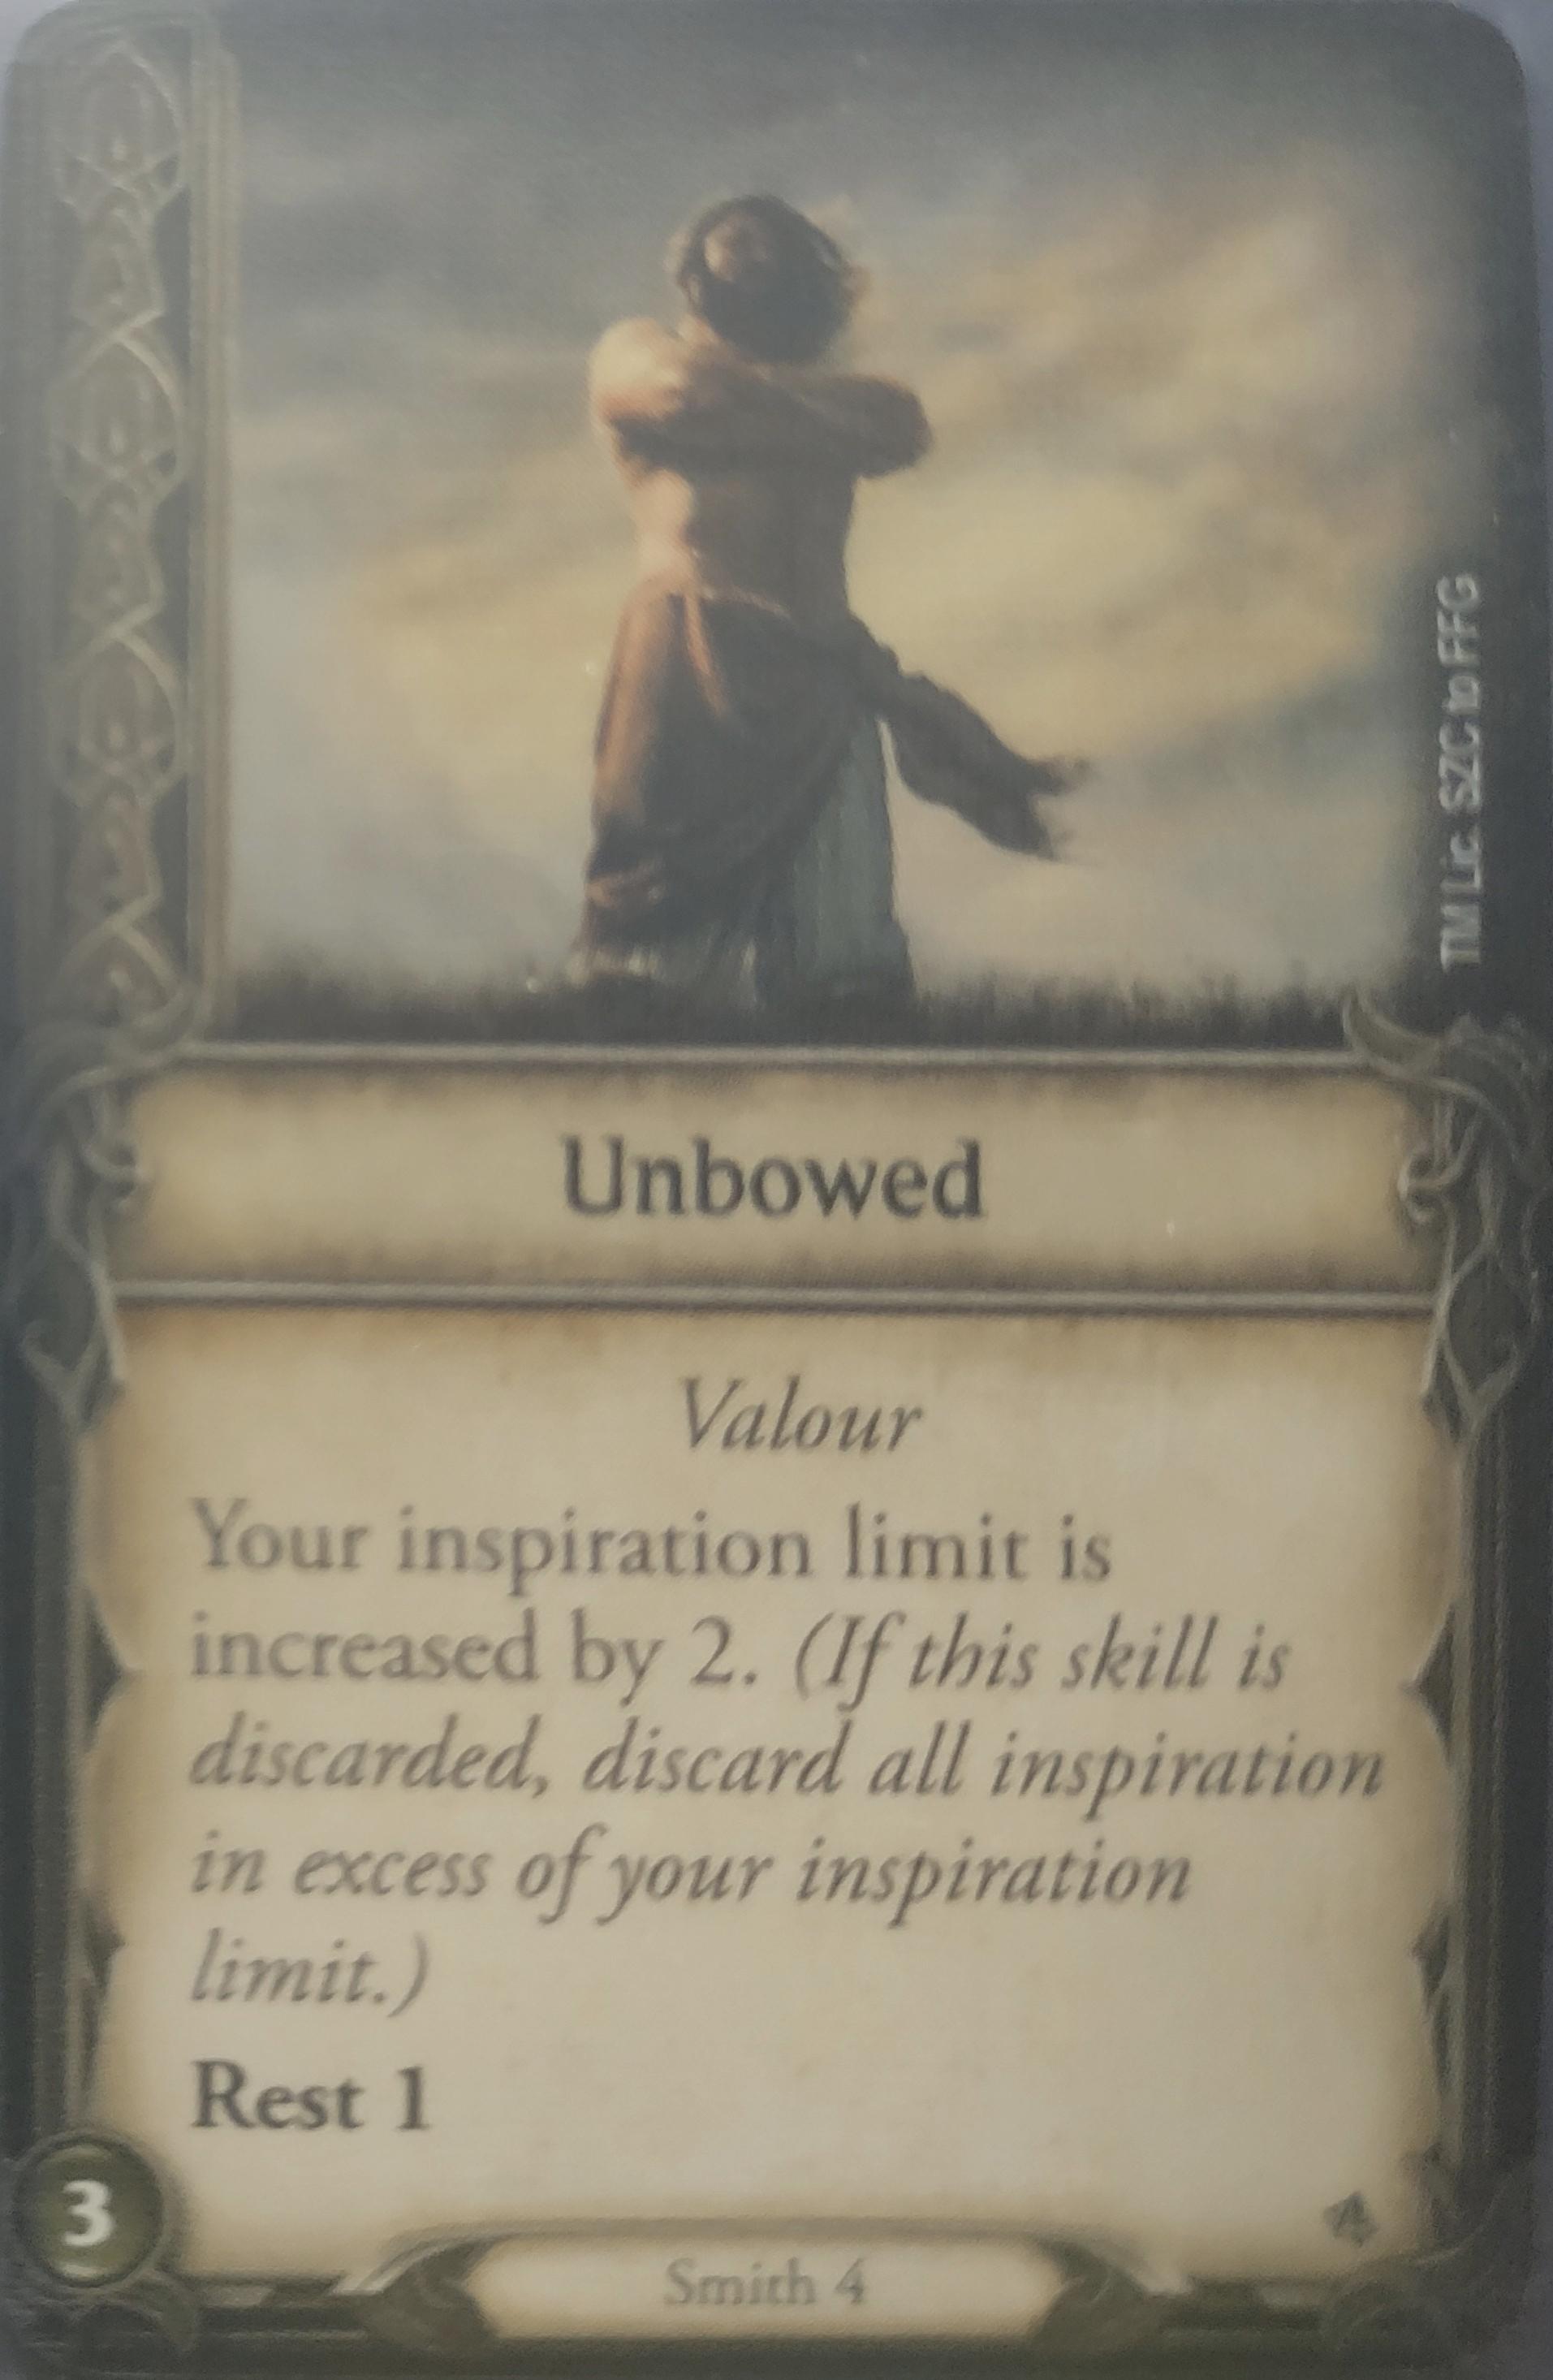 TM Lic. SZC to FFG
Unbowed
Valour
Your inspiration limit is
increased by 2. (If this skill is
discarded, discard all inspiration
in excess of your inspiration
limit.)
Rest 1
3
Smith 4